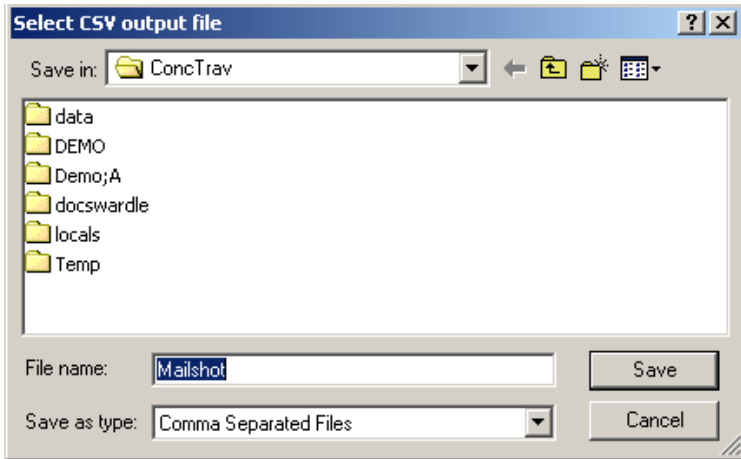 Select CSV output file
Save in: ConcTrav
data
DEMO
Demo;A
docswardle
locals
Temp
File name: Mailshot Save
Save as type: Comma Separated Files Cancel